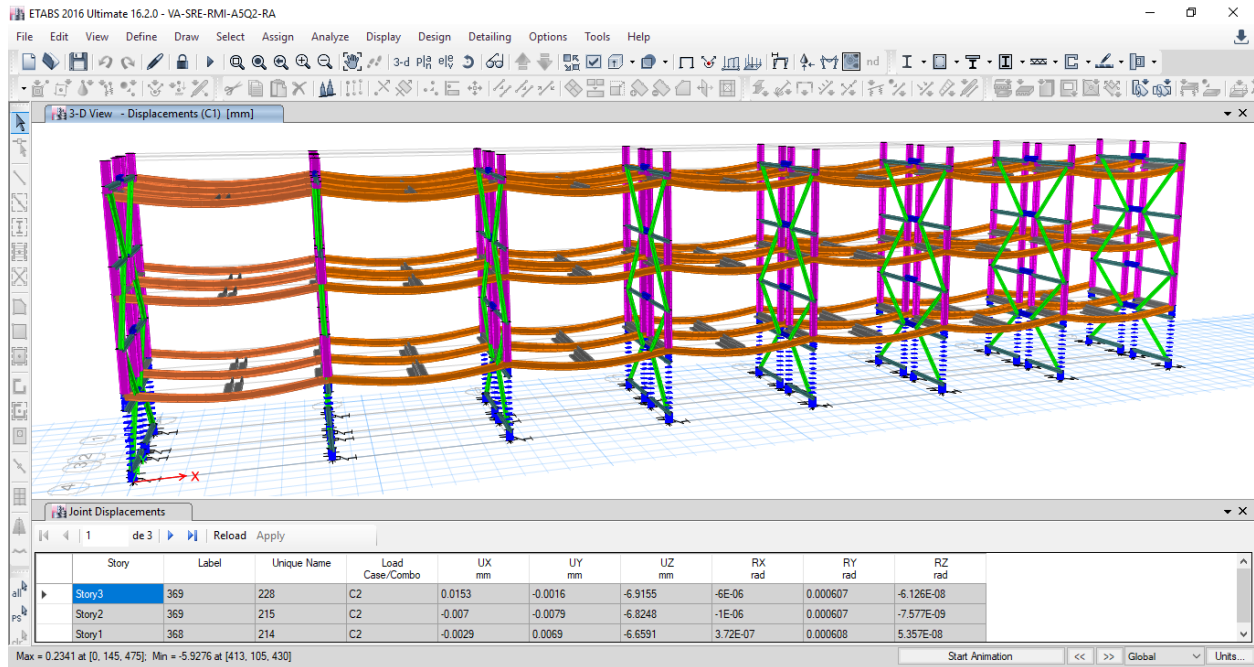 ETABS 2016 Ultimate 16.2.0 - VA-SRE-RMI-A5Q2-RA
File Edit View Define Draw Select Assign Analyze Display Design Detailing Options Tools Help
3-d pla ele nd
3-D View - Displacements (C1) [mm]
X
Joint Displacements
1 de 3 Reload Apply
Story Label Unique Name Load Case/Combo UX mm UY mm UZ mm RX rad RY rad RZ rad
Story3 369 228 C2 0.0153 -0.0016 -6.9155 -6E-06 0.000607 -6.126E-08
Story2 369 215 C2 -0.007 -0.0079 -6.8248 -1E-06 0.000607 -7.577E-09
Story1 368 214 C2 -0.0029 0.0069 -6.6591 3.72E-07 0.000608 5.357E-08
all
PS
clr
Max = 0.2341 at [0, 145, 475]; Min = -5.9276 at [413, 105, 430] Start Animation << >> Global Units...